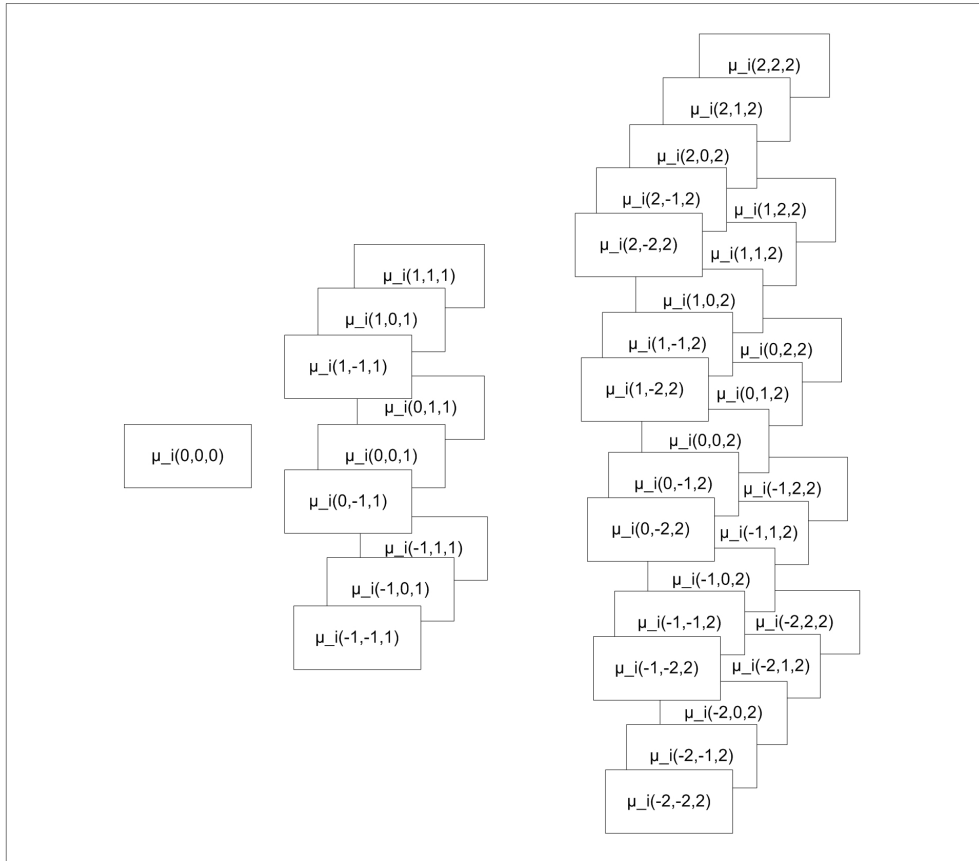 μ_i(0,0,0)
μ_i(1,1,1)
μ_i(1,0,1)
μ_i(1,-1,1)
μ_i(0,1,1)
μ_i(0,0,1)
μ_i(0,-1,1)
μ_i(-1,1,1)
μ_i(-1,0,1)
μ_i(-1,-1,1)
μ_i(2,2,2)
μ_i(2,1,2)
μ_i(2,0,2)
μ_i(2,-1,2)
μ_i(2,-2,2)
μ_i(1,2,2)
μ_i(1,1,2)
μ_i(1,0,2)
μ_i(1,-1,2)
μ_i(1,-2,2)
μ_i(0,2,2)
μ_i(0,1,2)
μ_i(0,0,2)
μ_i(0,-1,2)
μ_i(0,-2,2)
μ_i(-1,2,2)
μ_i(-1,1,2)
μ_i(-1,0,2)
μ_i(-1,-1,2)
μ_i(-1,-2,2)
μ_i(-2,2,2)
μ_i(-2,1,2)
μ_i(-2,0,2)
μ_i(-2,-1,2)
μ_i(-2,-2,2)